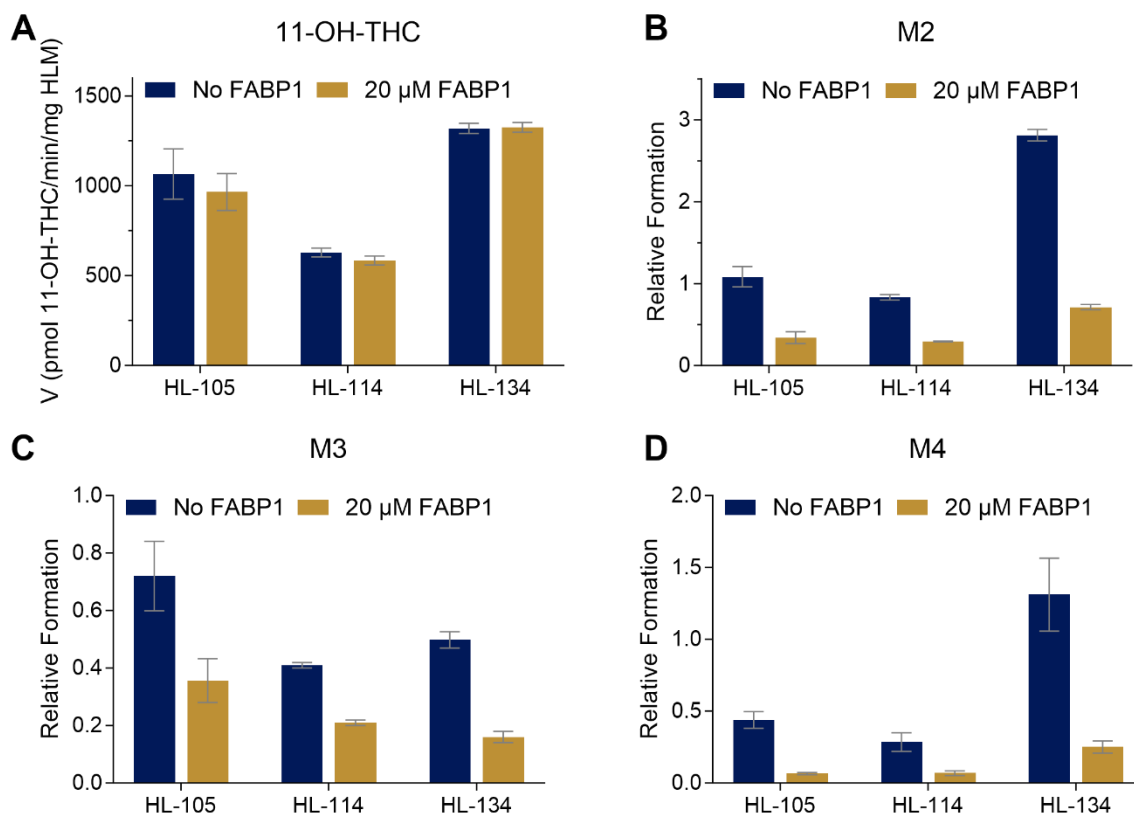 A
11-OH-THC
No FABP1
20 µM FABP1
V (pmol 11-OH-THC/min/mg HLM)
1500
1000
500
0
HL-105
HL-114
HL-134
B
M2
No FABP1
20 µM FABP1
Relative Formation
3
2
1
0
HL-105
HL-114
HL-134
C
M3
No FABP1
20 µM FABP1
Relative Formation
1.0
0.8
0.6
0.4
0.2
0.0
HL-105
HL-114
HL-134
D
M4
No FABP1
20 µM FABP1
Relative Formation
2.0
1.5
1.0
0.5
0.0
HL-105
HL-114
HL-134